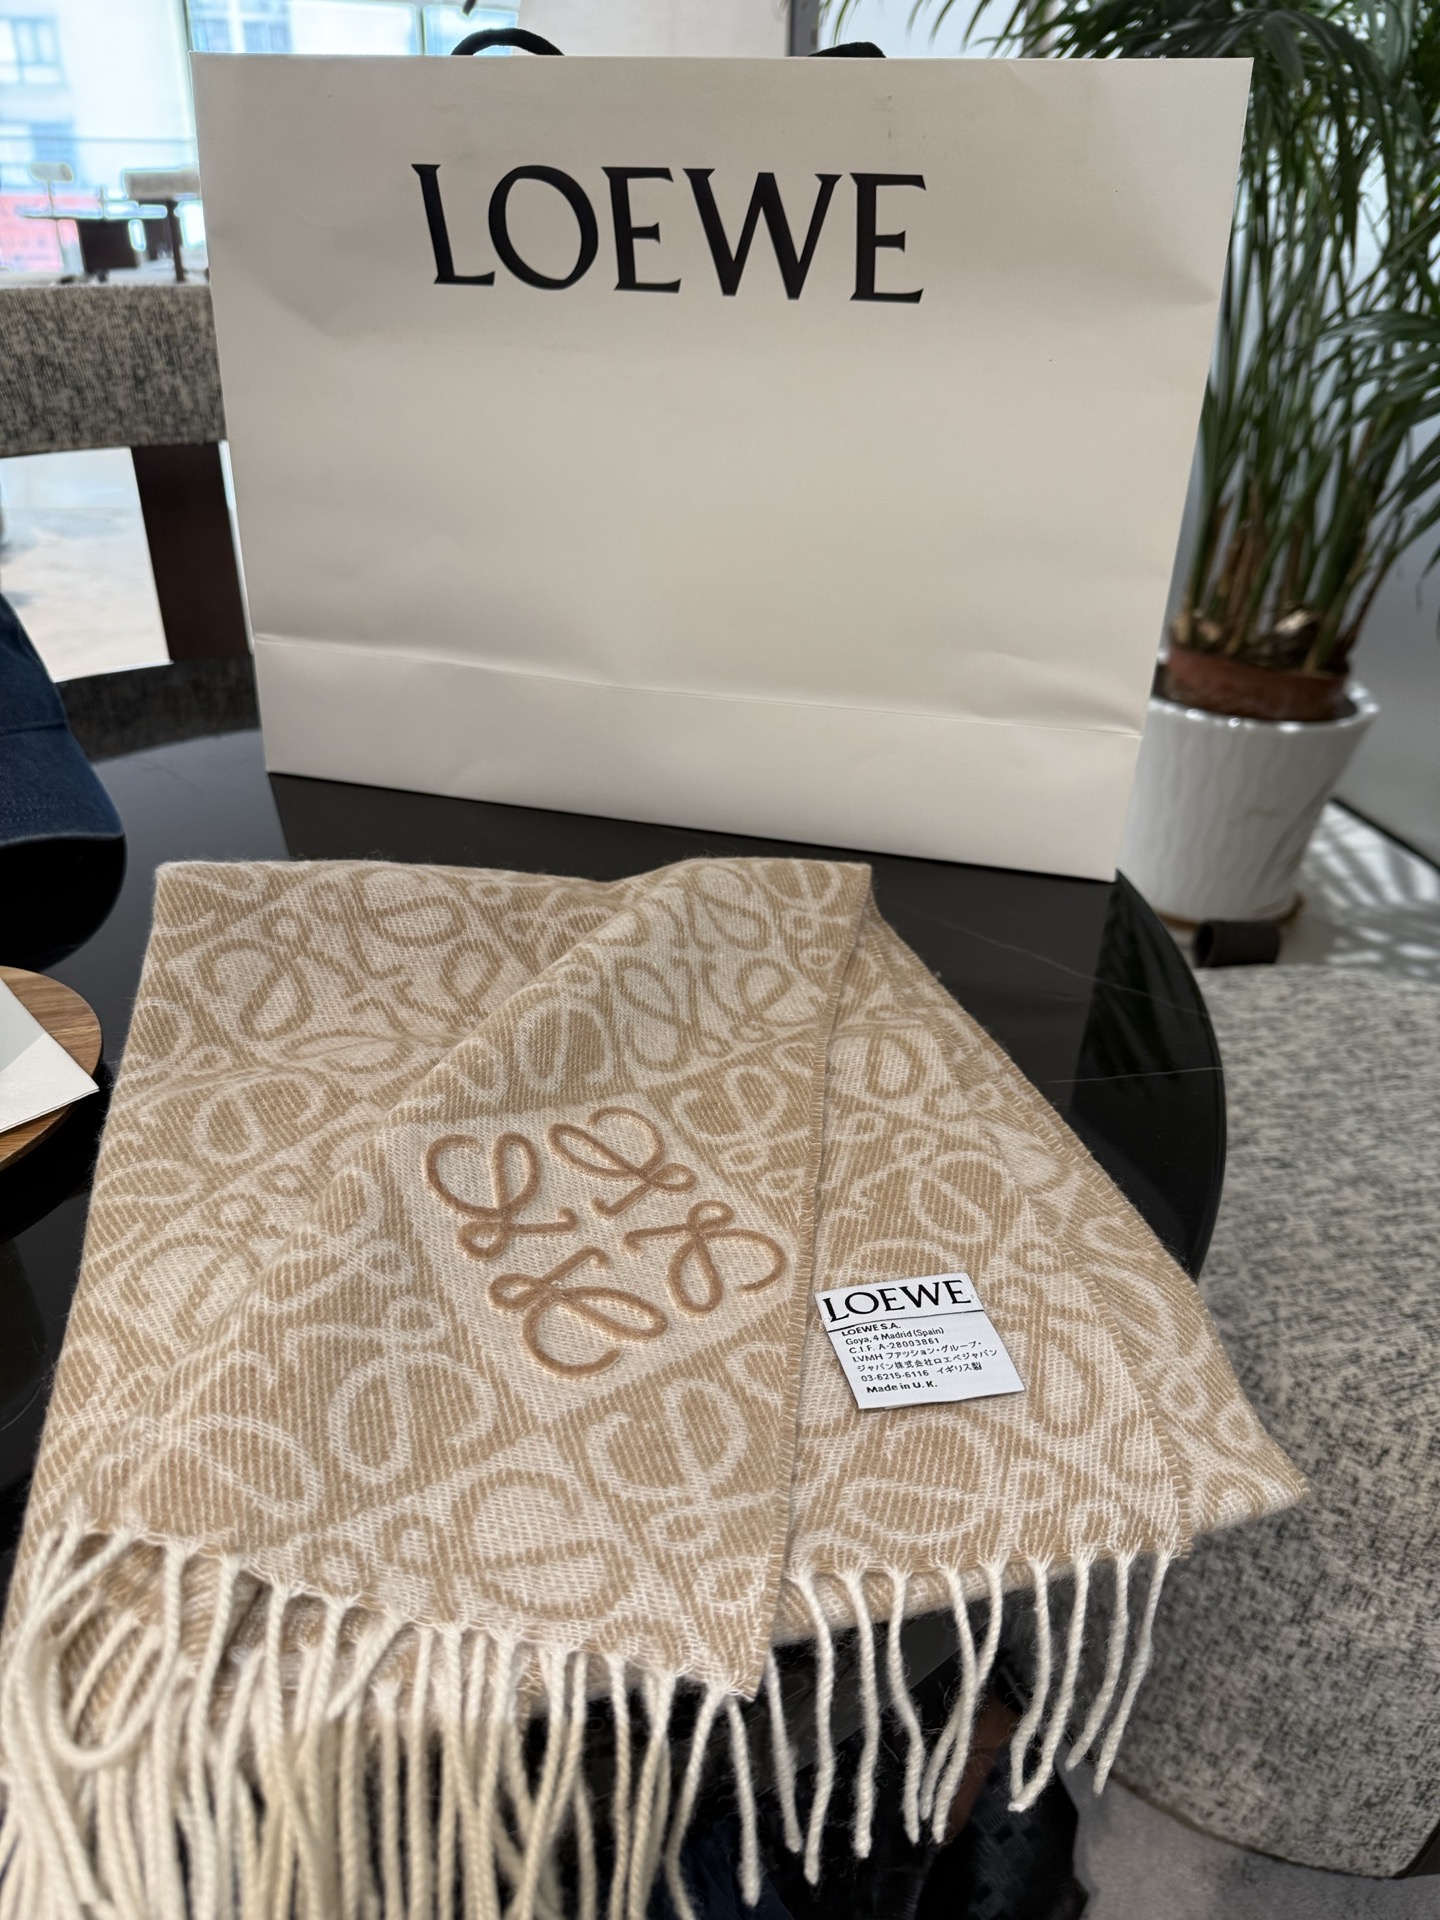 LOEWE
LOEWE
LOEWE S.A.
Goya, 4 Madrid (Spain)
C.I.F. A-28003861
LVMH ファッション・グループ・
ジャパン株式会社ロエベジャパン
03-6215-6116 イギリス製
Made in U.K.